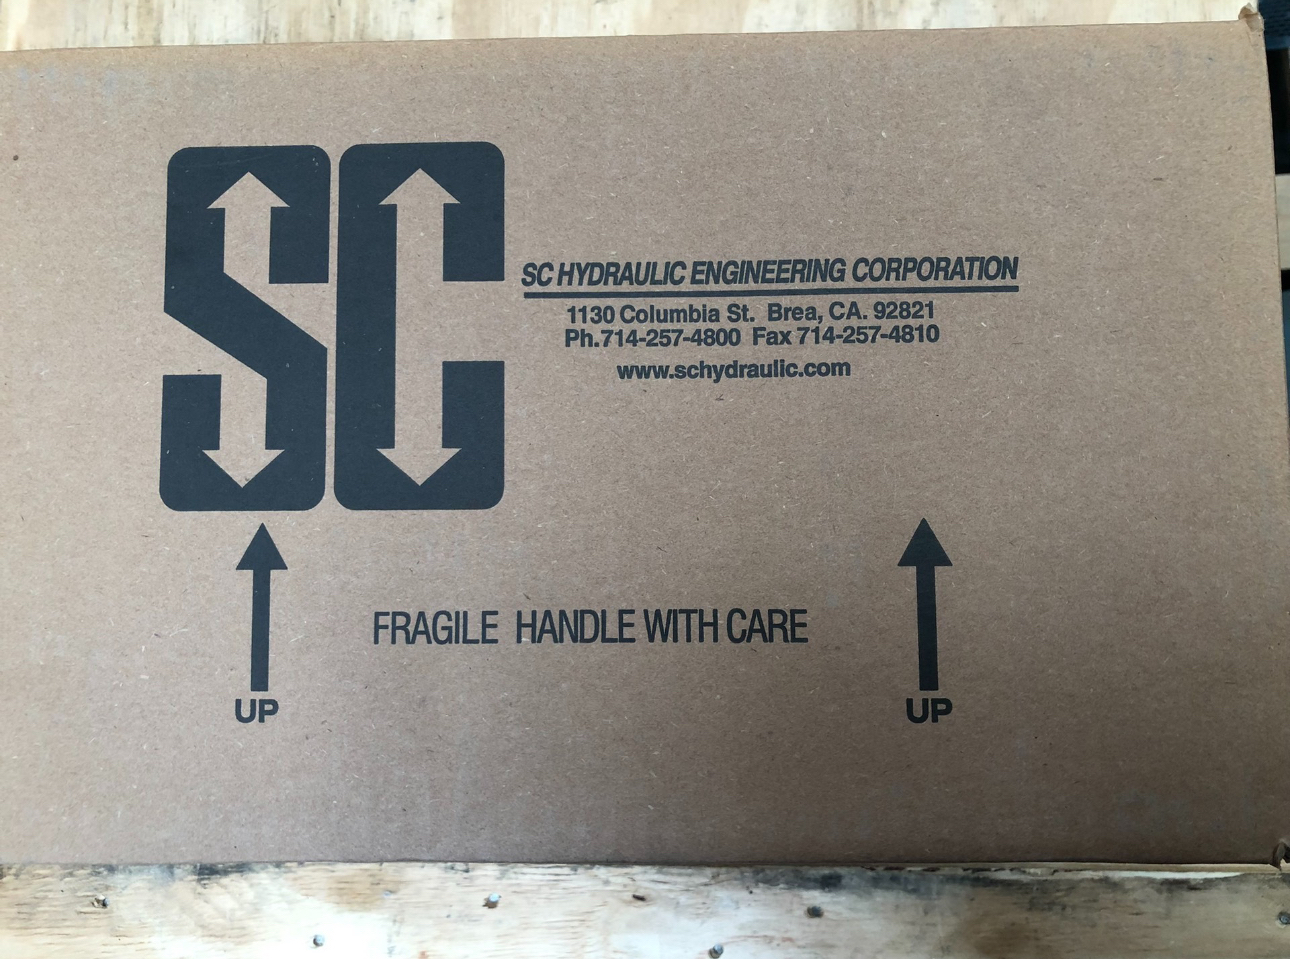 SC
SC HYDRAULIC ENGINEERING CORPORATION
1130 Columbia St. Brea, CA. 92821
Ph.714-257-4800 Fax 714-257-4810
www.schydraulic.com
FRAGILE HANDLE WITH CARE
UP UP